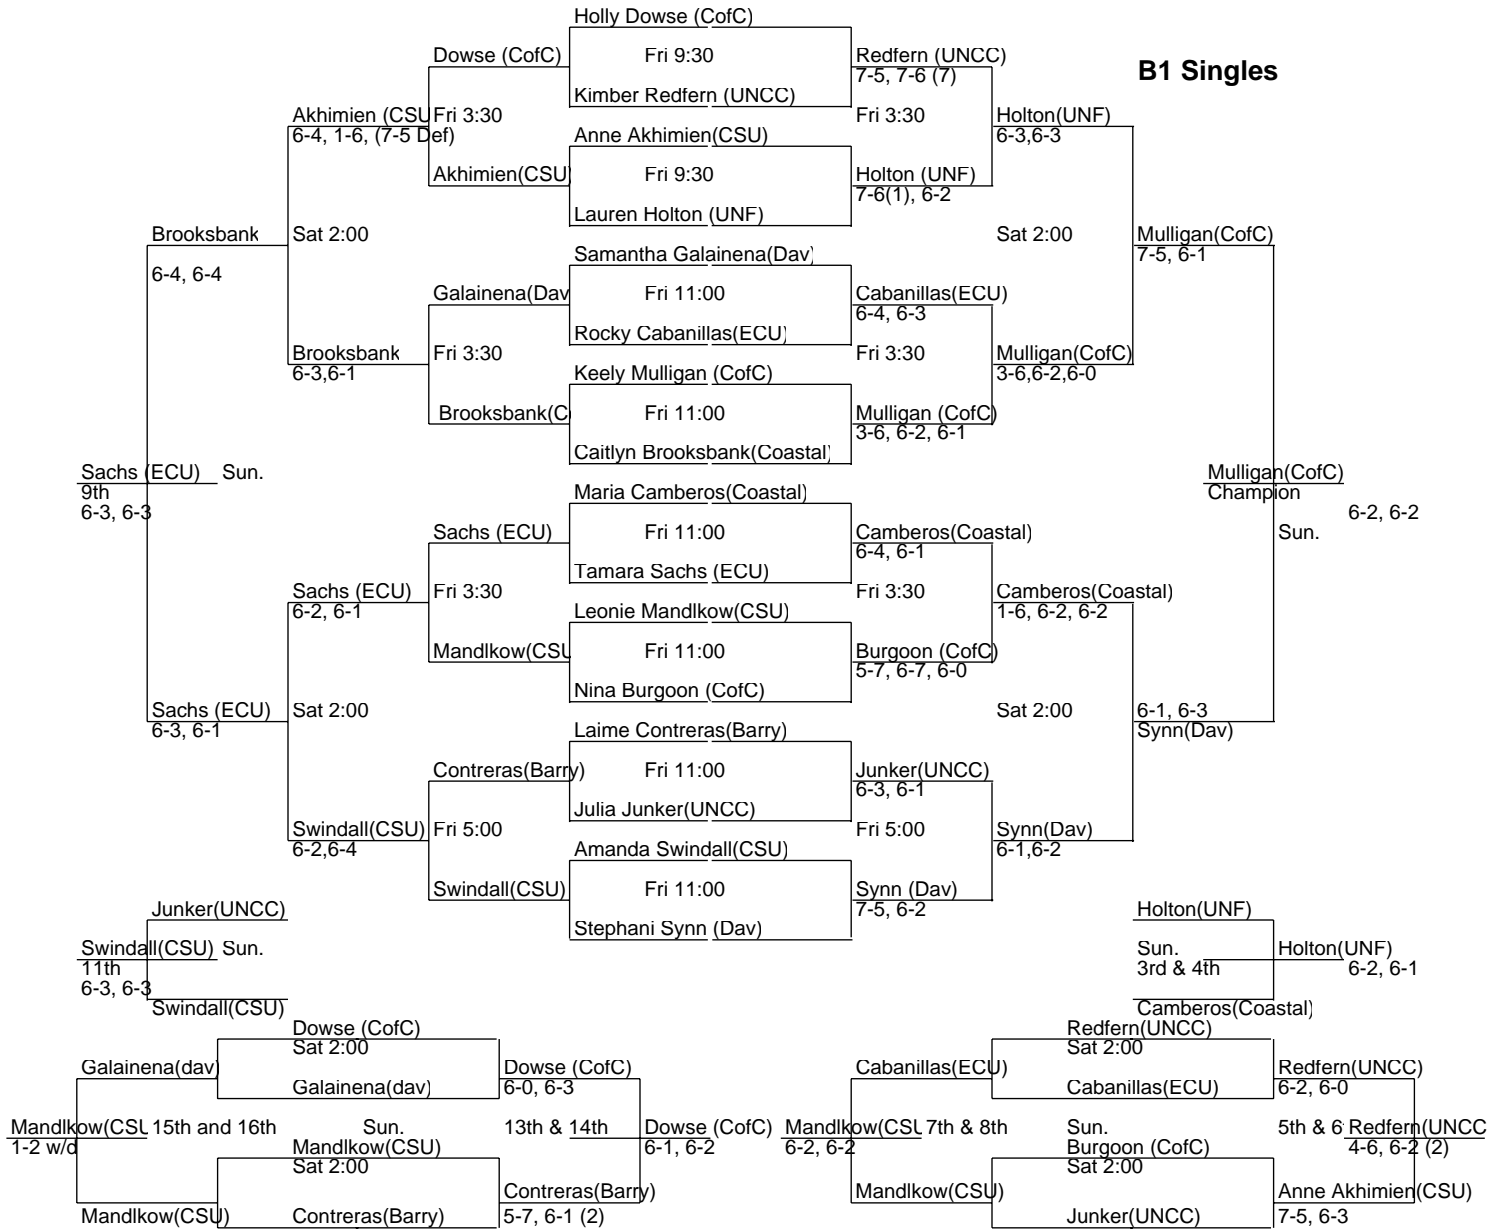 Holly Dowse (CofC)
Dowse (CofC) Fri 9:30 Redfern (UNCC)
7-5, 7-6 (7)
B1 Singles
Kimber Redfern (UNCC)
Akhimien (CSU Fri 3:30 Fri 3:30 Holton(UNF)
6-4, 1-6, (7-5 Def) Anne Akhimien(CSU) 6-3,6-3
Akhimien(CSU) Fri 9:30 Holton (UNF)
7-6(1), 6-2
Lauren Holton (UNF)
Brooksbank Sat 2:00 Sat 2:00 Mulligan(CofC)
Samantha Galainena(Dav) 7-5, 6-1
6-4, 6-4
Galainena(Dav Fri 11:00 Cabanillas(ECU)
6-4, 6-3
Rocky Cabanillas(ECU)
Brooksbank Fri 3:30 Fri 3:30 Mulligan(CofC)
6-3,6-1 Keely Mulligan (CofC) 3-6,6-2,6-0
Brooksbank(C Fri 11:00 Mulligan (CofC)
3-6, 6-2, 6-1
Caitlyn Brooksbank(Coastal)
Sachs (ECU) Sun. Mulligan(CofC)
9th Maria Camberos(Coastal) Champion
6-3, 6-3 6-2, 6-2
Sachs (ECU) Fri 11:00 Camberos(Coastal) Sun.
6-4, 6-1
Tamara Sachs (ECU)
Sachs (ECU) Fri 3:30 Fri 3:30 Camberos(Coastal)
6-2, 6-1 Leonie Mandlkow(CSU) 1-6, 6-2, 6-2
Mandlkow(CSU Fri 11:00 Burgoon (CofC)
5-7, 6-7, 6-0
Nina Burgoon (CofC)
Sachs (ECU) Sat 2:00 Sat 2:00 6-1, 6-3
6-3, 6-1 Laime Contreras(Barry) Synn(Dav)
Contreras(Barry) Fri 11:00 Junker(UNCC)
6-3, 6-1
Julia Junker(UNCC)
Swindall(CSU) Fri 5:00 Fri 5:00 Synn(Dav)
6-2,6-4 Amanda Swindall(CSU) 6-1,6-2
Swindall(CSU) Fri 11:00 Synn (Dav)
7-5, 6-2
Junker(UNCC) Holton(UNF)
Stephani Synn (Dav)
Swindall(CSU) Sun. Sun. Holton(UNF)
11th 3rd & 4th 6-2, 6-1
6-3, 6-3
Swindall(CSU) Camberos(Coastal)
Dowse (CofC) Redfern(UNCC)
Sat 2:00 Sat 2:00
Galainena(dav) Dowse (CofC) Cabanillas(ECU) Redfern(UNCC)
Galainena(dav) 6-0, 6-3 Cabanillas(ECU) 6-2, 6-0
Mandlkow(CSU 15th and 16th Sun. 13th & 14th Dowse (CofC) Mandlkow(CSU 7th & 8th Sun. 5th & 6 Redfern(UNCC
1-2 w/d Mandlkow(CSU) 6-1, 6-2 6-2, 6-2 Burgoon (CofC) 4-6, 6-2 (2)
Sat 2:00 Sat 2:00
Contreras(Barry) Mandlkow(CSU) Anne Akhimien(CSU)
Mandlkow(CSU) Contreras(Barry) 5-7, 6-1 (2) Junker(UNCC) 7-5, 6-3